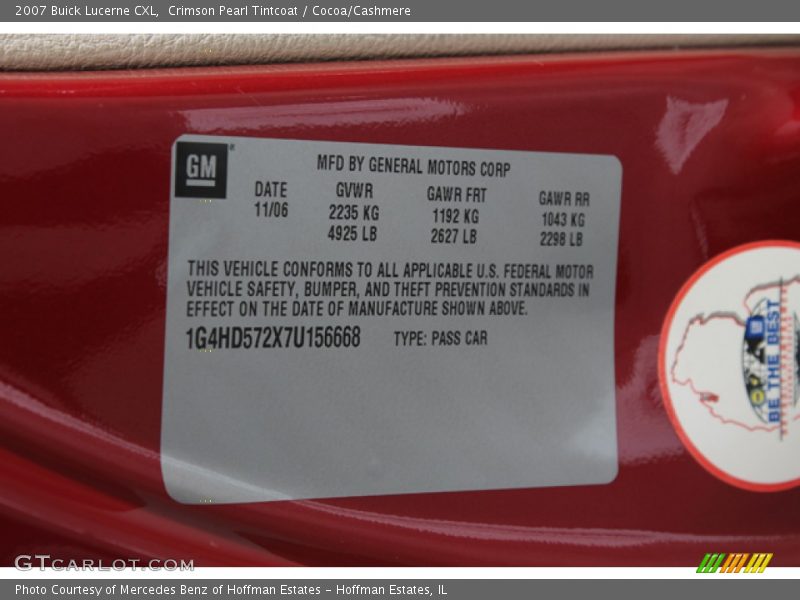 2007 Buick Lucerne CXL,  Crimson Pearl Tintcoat / Cocoa/Cashmere
GM
MFD BY GENERAL MOTORS CORP
DATE GVWR GAWR FRT GAWR RR
11/06 2235 KG 1192 KG 1043 KG
4925 LB 2627 LB 2298 LB
THIS VEHICLE CONFORMS TO ALL APPLICABLE U.S. FEDERAL MOTOR
VEHICLE SAFETY, BUMPER, AND THEFT PREVENTION STANDARDS IN
EFFECT ON THE DATE OF MANUFACTURE SHOWN ABOVE.
1G4HD572X7U156668 TYPE: PASS CAR
BE THE BEST
GTcarlot.com
Photo Courtesy of Mercedes Benz of Hoffman Estates - Hoffman Estates, IL